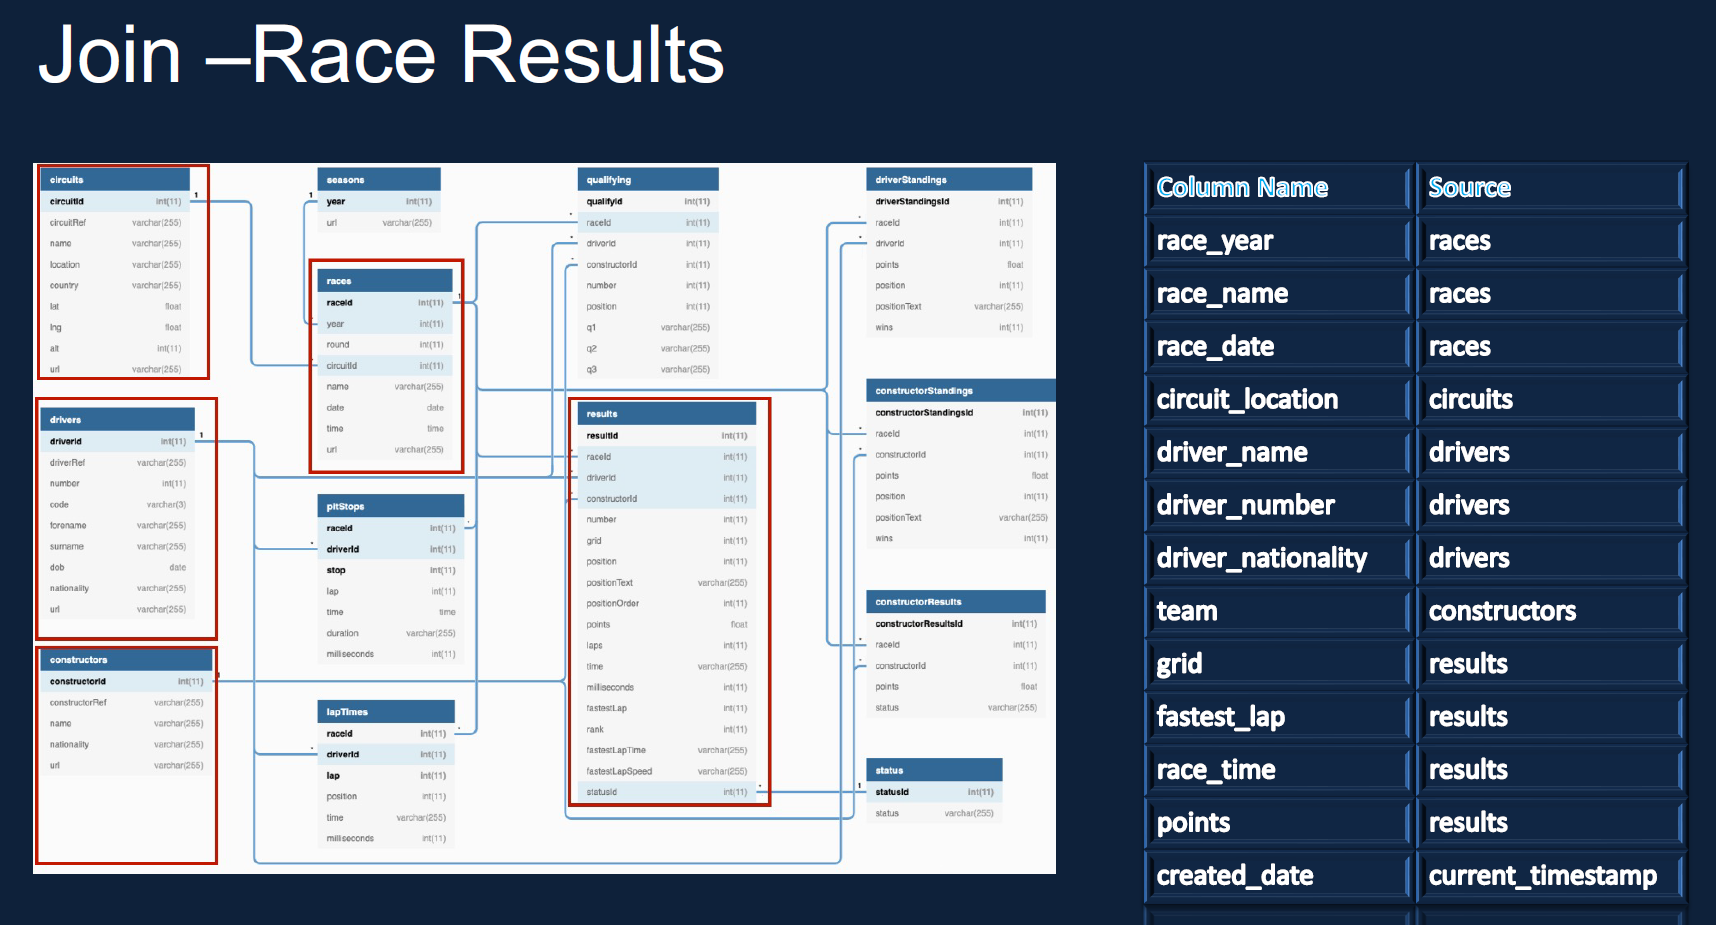 Join –Race Results
circuits
circuitId int(11)
circuitRef varchar(255)
name varchar(255)
location varchar(255)
country varchar(255)
lat float
lng float
alt int(11)
url varchar(255)
drivers
driverId int(11)
driverRef varchar(255)
number int(11)
code varchar(3)
forename varchar(255)
surname varchar(255)
dob date
nationality varchar(255)
url varchar(255)
constructors
constructorId int(11)
constructorRef varchar(255)
name varchar(255)
nationality varchar(255)
url varchar(255)
seasons
year int(11)
url varchar(255)
races
raceId int(11)
year int(11)
round int(11)
circuitId int(11)
name varchar(255)
date date
time time
url varchar(255)
pitStops
raceId int(11)
driverId int(11)
stop int(11)
lap int(11)
time time
duration varchar(255)
milliseconds int(11)
lapTimes
raceId int(11)
driverId int(11)
lap int(11)
position int(11)
time varchar(255)
milliseconds int(11)
qualifying
qualifyId int(11)
raceId int(11)
driverId int(11)
constructorId int(11)
number int(11)
position int(11)
q1 varchar(255)
q2 varchar(255)
q3 varchar(255)
results
resultId int(11)
raceId int(11)
driverId int(11)
constructorId int(11)
number int(11)
grid int(11)
position int(11)
positionText varchar(255)
positionOrder int(11)
points float
laps int(11)
time varchar(255)
milliseconds int(11)
fastestLap int(11)
rank int(11)
fastestLapTime varchar(255)
fastestLapSpeed varchar(255)
statusId int(11)
driverStandings
driverStandingsId int(11)
raceId int(11)
driverId int(11)
points float
position int(11)
positionText varchar(255)
wins int(11)
constructorStandings
constructorStandingsId int(11)
raceId int(11)
constructorId int(11)
points float
position int(11)
positionText varchar(255)
wins int(11)
constructorResults
constructorResultsId int(11)
raceId int(11)
constructorId int(11)
points float
status varchar(255)
status
statusId int(11)
status varchar(255)
Column Name Source
race_year races
race_name races
race_date races
circuit_location circuits
driver_name drivers
driver_number drivers
driver_nationality drivers
team constructors
grid results
fastest_lap results
race_time results
points results
created_date current_timestamp